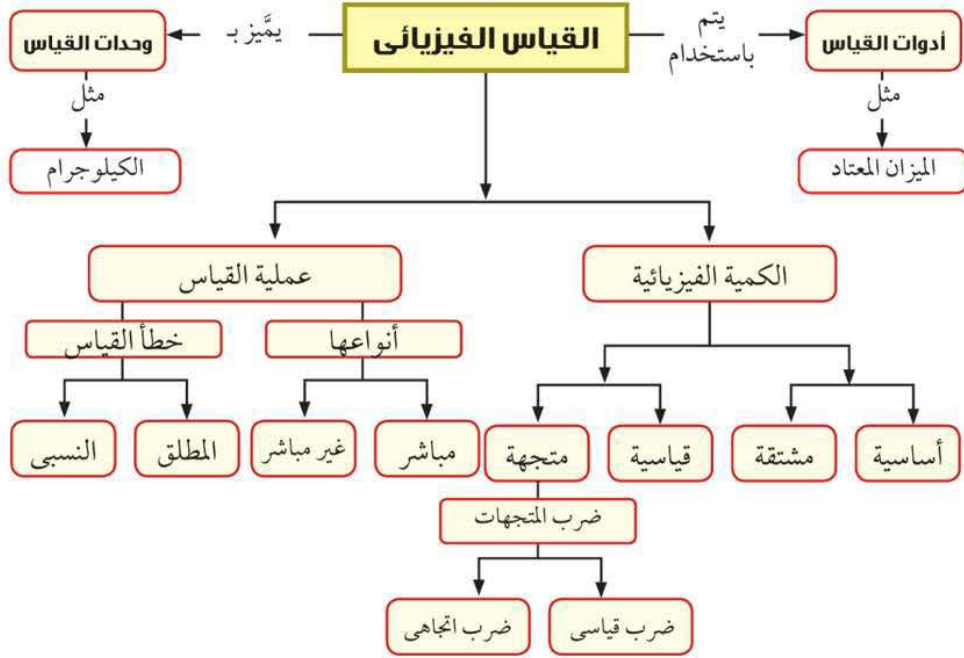 القياس الفيزيائى
يتم
باستخدام
أدوات القياس
مثل
الميزان المعتاد
يمَّيز بـ
وحدات القياس
مثل
الكيلوجرام
الكمية الفيزيائية
أساسية
مشتقة
قياسية
متجهة
ضرب المتجهات
ضرب قياسى
ضرب اتجاهى
عملية القياس
أنواعها
مباشر
غير مباشر
خطأ القياس
المطلق
النسبى